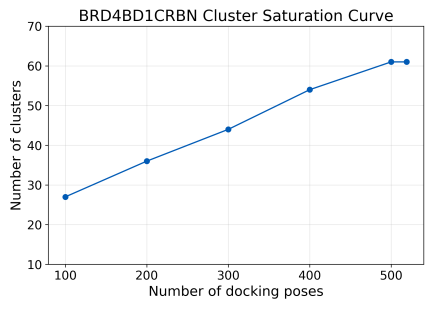 BRD4BD1CRBN Cluster Saturation Curve
70
60
50
40
30
20
10
Number of clusters
100 200 300 400 500
Number of docking poses